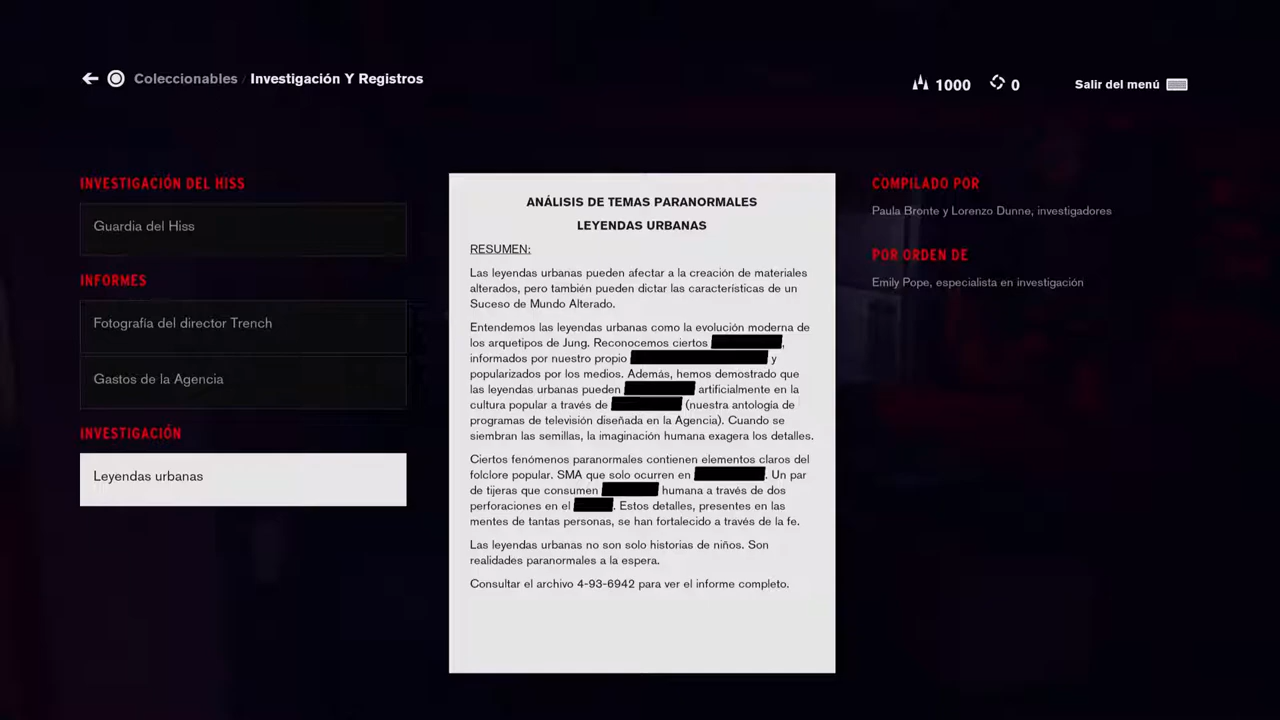 Coleccionables / Investigación Y Registros
1000
0
Salir del menú
INVESTIGACIÓN DEL HISS
Guardia del Hiss
INFORMES
Fotografía del director Trench
Gastos de la Agencia
INVESTIGACIÓN
Leyendas urbanas
ANÁLISIS DE TEMAS PARANORMALES
LEYENDAS URBANAS
RESUMEN:
Las leyendas urbanas pueden afectar a la creación de materiales
alterados, pero también pueden dictar las características de un
Suceso de Mundo Alterado.
Entendemos las leyendas urbanas como la evolución moderna de
los arquetipos de Jung. Reconocemos ciertos ,
informados por nuestro propio y
popularizados por los medios. Además, hemos demostrado que
las leyendas urbanas pueden artificialmente en la
cultura popular a través de (nuestra antología de
programas de televisión diseñada en la Agencia). Cuando se
siembran las semillas, la imaginación humana exagera los detalles.
Ciertos fenómenos paranormales contienen elementos claros del
folclore popular. SMA que solo ocurren en . Un par
de tijeras que consumen humana a través de dos
perforaciones en el . Estos detalles, presentes en las
mentes de tantas personas, se han fortalecido a través de la fe.
Las leyendas urbanas no son solo historias de niños. Son
realidades paranormales a la espera.
Consultar el archivo 4-93-6942 para ver el informe completo.
COMPILADO POR
Paula Bronte y Lorenzo Dunne, investigadores
POR ORDEN DE
Emily Pope, especialista en investigación